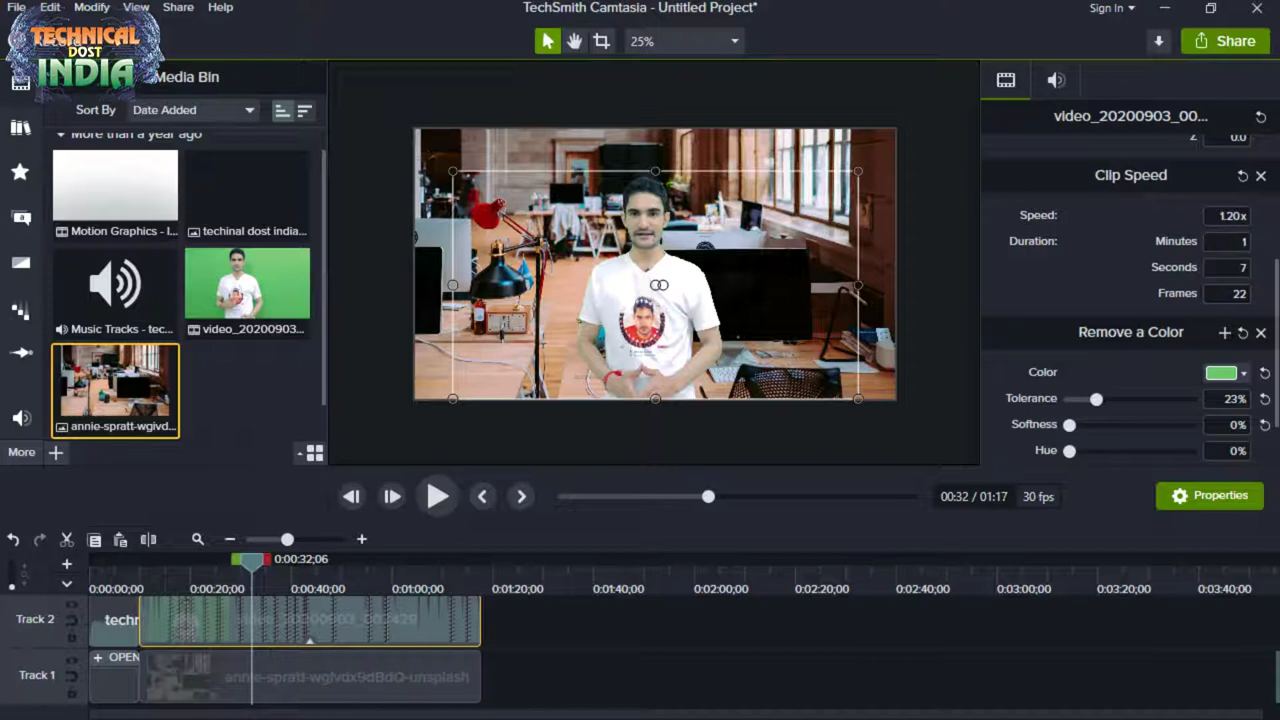 File Edit Modify View Share Help
TechSmith Camtasia - Untitled Project*
Sign In
TECHNICAL
DOST
INDIA
25%
Share
Media Bin
Sort By Date Added
More than a year ago
Motion Graphics - I...
techinal dost india...
Music Tracks - tec...
video_20200903...
annie-spratt-wgivd...
More
video_20200903_00...
Z 0.0
Clip Speed
Speed: 1.20x
Duration: Minutes 1
Seconds 7
Frames 22
Remove a Color
Color
Tolerance 23%
Softness 0%
Hue 0%
00:32 / 01:17 30 fps
Properties
0:00:32;06
0:00:00;00 0:00:20;00 0:00:40;00 0:01:00;00 0:01:20;00 0:01:40;00 0:02:00;00 0:02:20;00 0:02:40;00 0:03:00;00 0:03:20;00 0:03:40;00
Track 2 techn
+ OPEN
Track 1 annie-spratt-wgivdx9dBdQ-unsplash